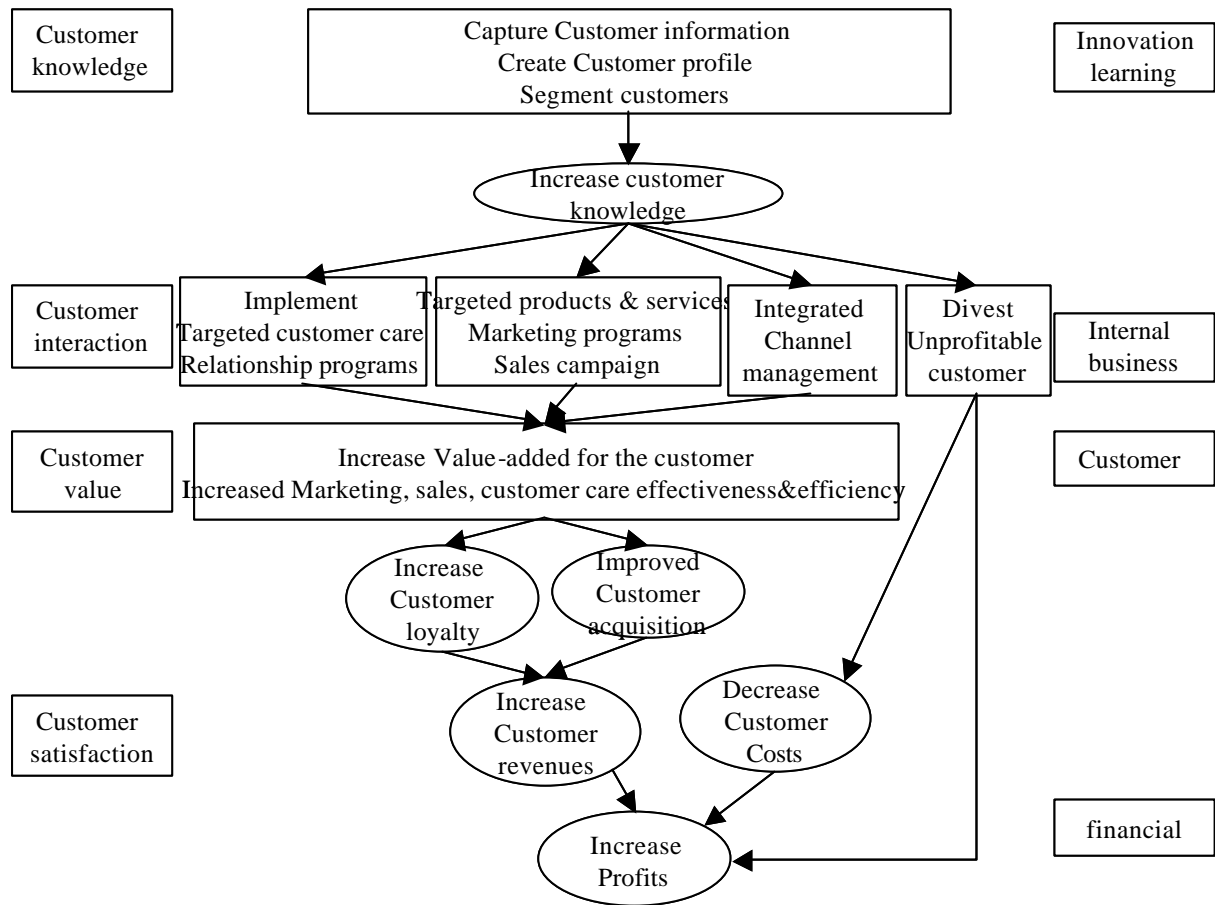 Customer
knowledge
Capture Customer information
Create Customer profile
Segment customers
Innovation
learning
Increase customer
knowledge
Customer
interaction
Implement
Targeted customer care
Relationship programs
Targeted products & services
Marketing programs
Sales campaign
Integrated
Channel
management
Divest
Unprofitable
customer
Internal
business
Customer
value
Increase Value-added for the customer
Increased Marketing, sales, customer care effectiveness&efficiency
Customer
Increase
Customer
loyalty
Improved
Customer
acquisition
Customer
satisfaction
Increase
Customer
revenues
Decrease
Customer
Costs
Increase
Profits
financial